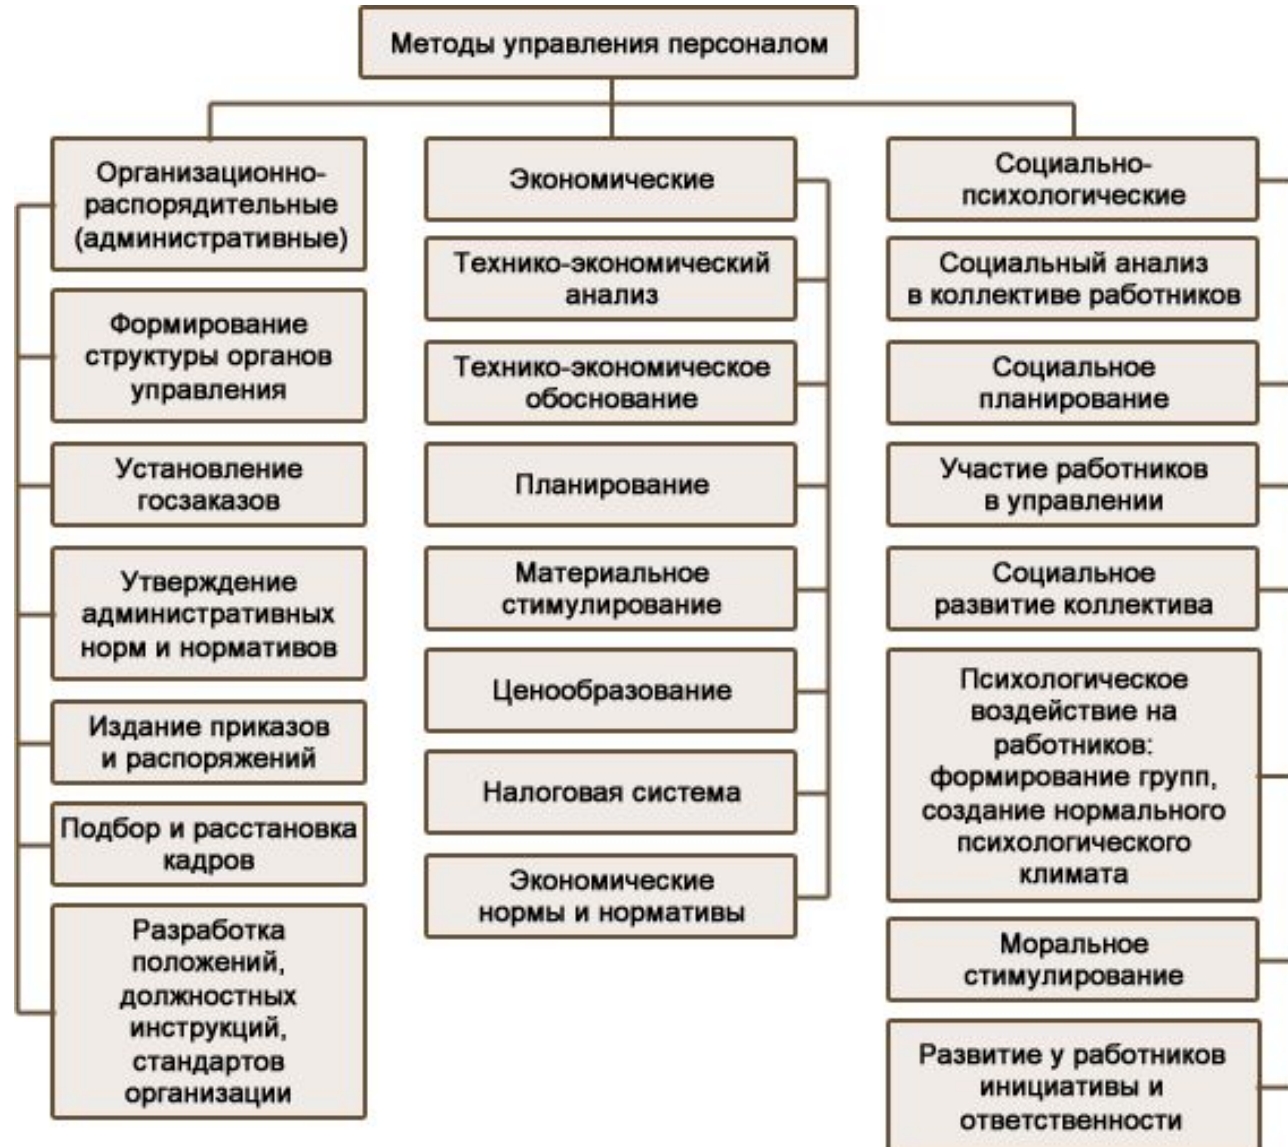 Методы управления персоналом
Организационно-
распорядительные
(административные)
Формирование
структуры органов
управления
Установление
госзаказов
Утверждение
административных
норм и нормативов
Издание приказов
и распоряжений
Подбор и расстановка
кадров
Разработка
положений,
должностных
инструкций,
стандартов
организации
Экономические
Технико-экономический
анализ
Технико-экономическое
обоснование
Планирование
Материальное
стимулирование
Ценообразование
Налоговая система
Экономические
нормы и нормативы
Социально-
психологические
Социальный анализ
в коллективе работников
Социальное
планирование
Участие работников
в управлении
Социальное
развитие коллектива
Психологическое
воздействие на
работников:
формирование групп,
создание нормального
психологического
климата
Моральное
стимулирование
Развитие у работников
инициативы и
ответственности